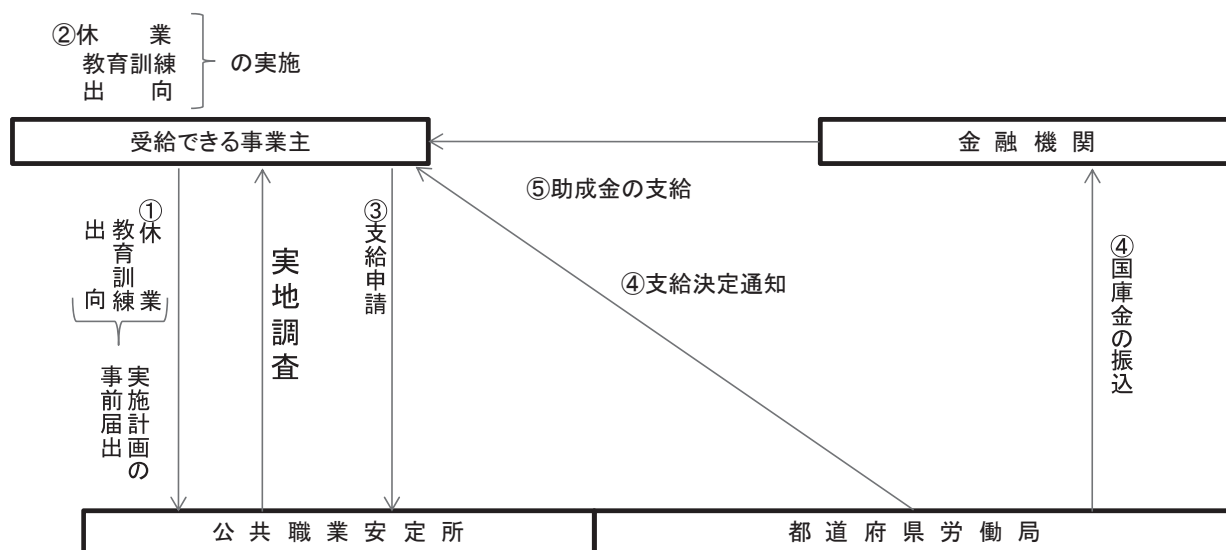 ②休　　業
教育訓練
出　　向
の実施
受給できる事業主
金融機関
⑤助成金の支給
①休　　業
教育訓練
出　　向
実施計画の
事前届出
実地調査
③支給申請
④支給決定通知
④国庫金の振込
公共職業安定所
都道府県労働局